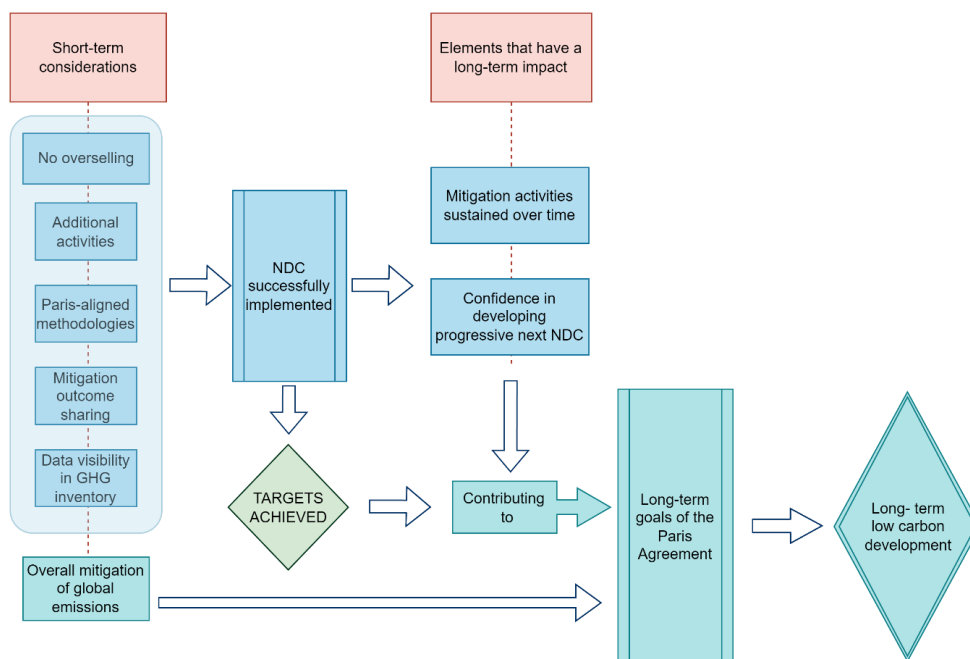 Short-term
considerations
Elements that have a
long-term impact
No overselling
Additional
activities
Paris-aligned
methodologies
Mitigation
outcome
sharing
Data visibility
in GHG
inventory
Overall mitigation
of global
emissions
NDC
successfully
implemented
TARGETS
ACHIEVED
Mitigation activities
sustained over time
Confidence in
developing
progressive next NDC
Contributing
to
Long-term
goals of the
Paris
Agreement
Long- term
low carbon
development